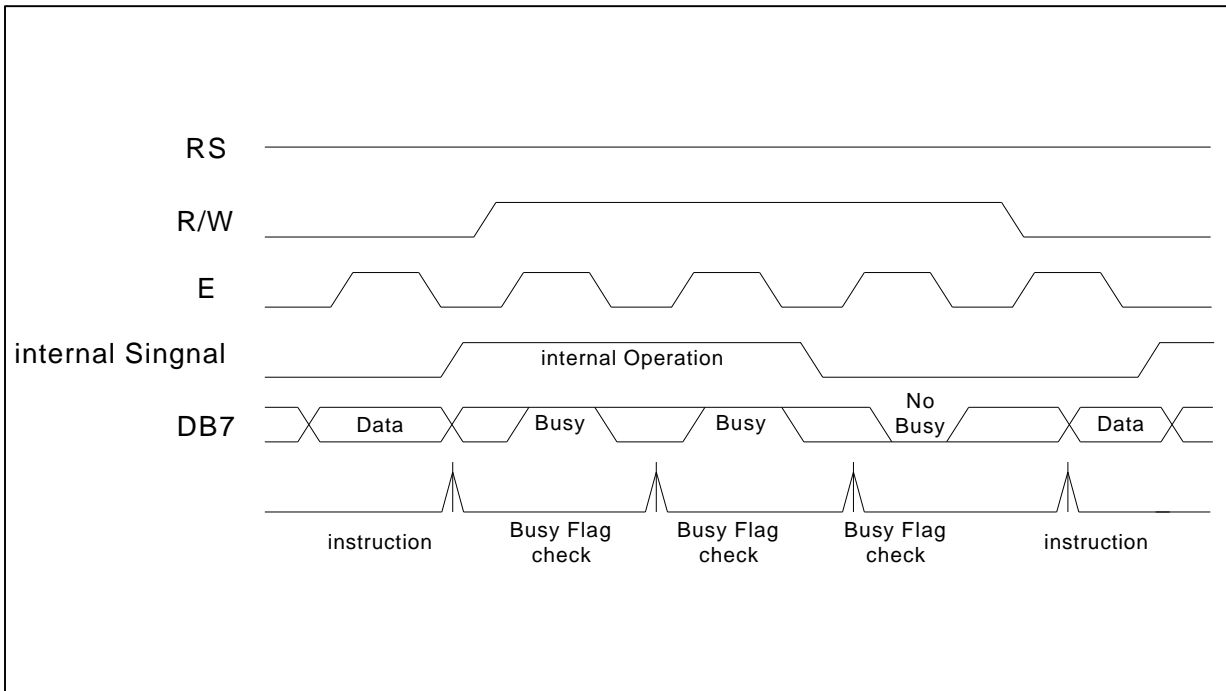 RS
R/W
E
internal Singnal
internal Operation
DB7
Data
Busy
Busy
No
Busy
Data
instruction
Busy Flag
check
Busy Flag
check
Busy Flag
check
instruction